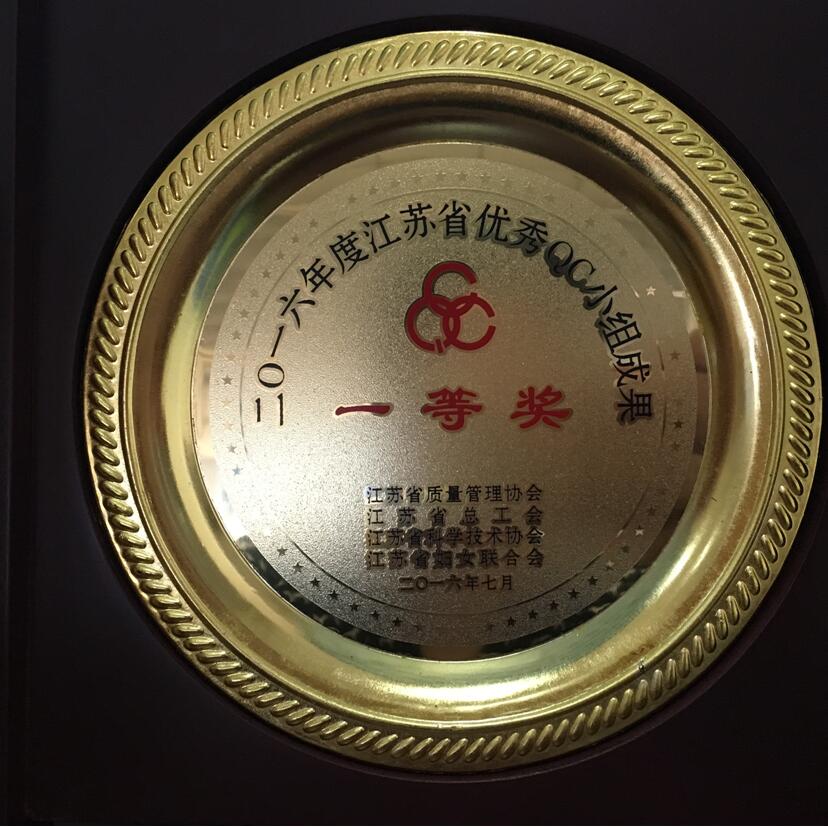 二〇一六年度江苏省优秀QC小组成果
一等奖
江苏省质量管理协会
江苏省总工会
江苏省科学技术协会
江苏省妇女联合会
二〇一六年七月